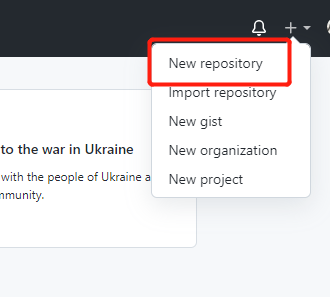 New repository
Import repository
New gist
New organization
New project
to the war in Ukraine
with the people of Ukraine a
mmunity.